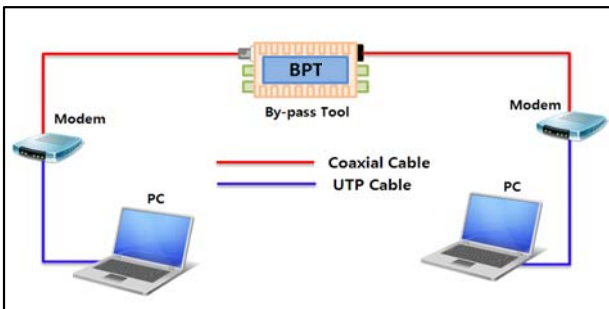 BPT
By-pass Tool
Modem
Modem
Coaxial Cable
UTP Cable
PC
PC